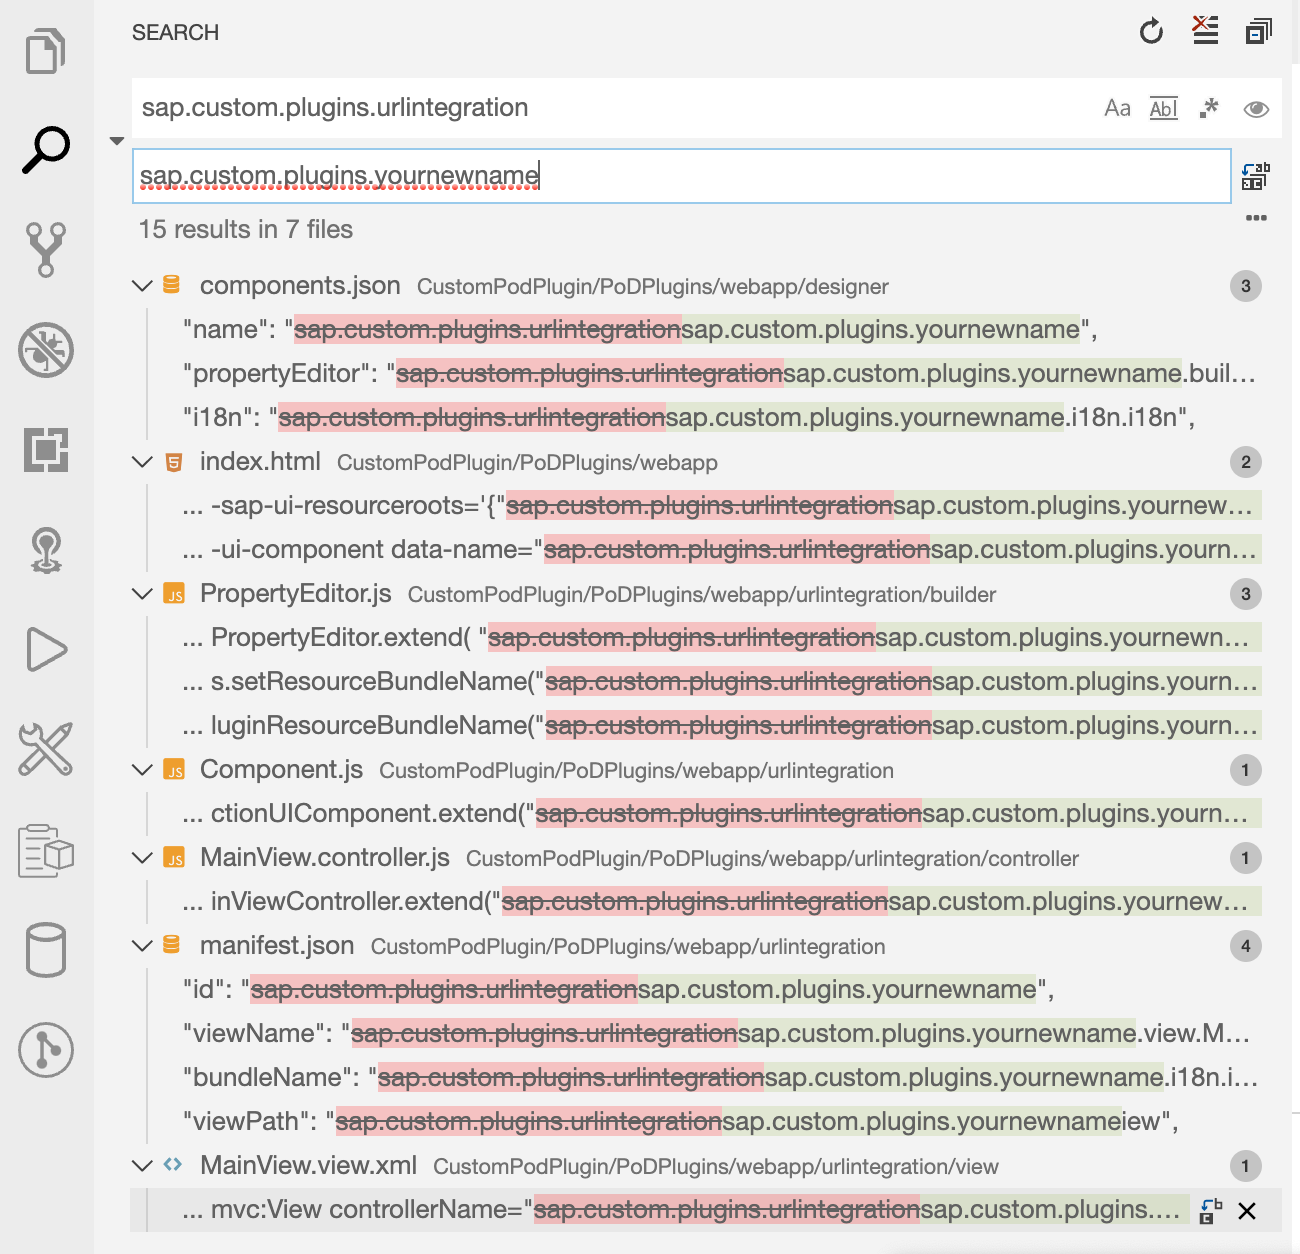 SEARCH
sap.custom.plugins.urlintegration
Aa Abl .*
sap.custom.plugins.yournewname
15 results in 7 files
components.json CustomPodPlugin/PoDPlugins/webapp/designer 3
"name": "sap.custom.plugins.urlintegrationsap.custom.plugins.yournewname",
"propertyEditor": "sap.custom.plugins.urlintegrationsap.custom.plugins.yournewname.buil…
"i18n": "sap.custom.plugins.urlintegrationsap.custom.plugins.yournewname.i18n.i18n",
index.html CustomPodPlugin/PoDPlugins/webapp 2
… -sap-ui-resourceroots='{"sap.custom.plugins.urlintegrationsap.custom.plugins.yournew…
… -ui-component data-name="sap.custom.plugins.urlintegrationsap.custom.plugins.yourn…
PropertyEditor.js CustomPodPlugin/PoDPlugins/webapp/urlintegration/builder 3
… PropertyEditor.extend( "sap.custom.plugins.urlintegrationsap.custom.plugins.yournewn…
… s.setResourceBundleName("sap.custom.plugins.urlintegrationsap.custom.plugins.yourn…
… luginResourceBundleName("sap.custom.plugins.urlintegrationsap.custom.plugins.yourn…
Component.js CustomPodPlugin/PoDPlugins/webapp/urlintegration 1
… ctionUIComponent.extend("sap.custom.plugins.urlintegrationsap.custom.plugins.yourn…
MainView.controller.js CustomPodPlugin/PoDPlugins/webapp/urlintegration/controller 1
… inViewController.extend("sap.custom.plugins.urlintegrationsap.custom.plugins.yournew…
manifest.json CustomPodPlugin/PoDPlugins/webapp/urlintegration 4
"id": "sap.custom.plugins.urlintegrationsap.custom.plugins.yournewname",
"viewName": "sap.custom.plugins.urlintegrationsap.custom.plugins.yournewname.view.M…
"bundleName": "sap.custom.plugins.urlintegrationsap.custom.plugins.yournewname.i18n.i…
"viewPath": "sap.custom.plugins.urlintegrationsap.custom.plugins.yournewnameiew",
MainView.view.xml CustomPodPlugin/PoDPlugins/webapp/urlintegration/view 1
… mvc:View controllerName="sap.custom.plugins.urlintegrationsap.custom.plugins.…